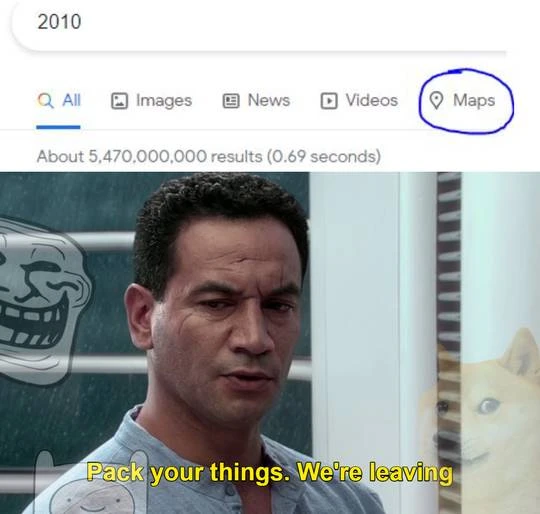 2010
All Images News Videos Maps
About 5,470,000,000 results (0.69 seconds)
Pack your things. We're leaving